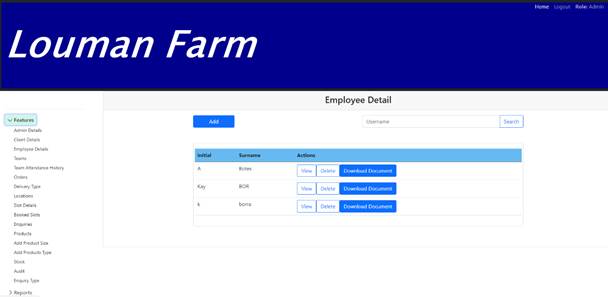 Home Logout Role: Admin
Louman Farm
Employee Detail
Features
Admin Details
Client Details
Employee Details
Teams
Team Attendance History
Orders
Delivery Type
Locations
Slot Details
Booked Slots
Enquiries
Products
Add Product Size
Add Products Type
Stock
Audit
Enquiry Type
Reports
Add
Username Search
Initial Surname Actions
A View Delete Download Document
Kay BOR View Delete Download Document
k View Delete Download Document